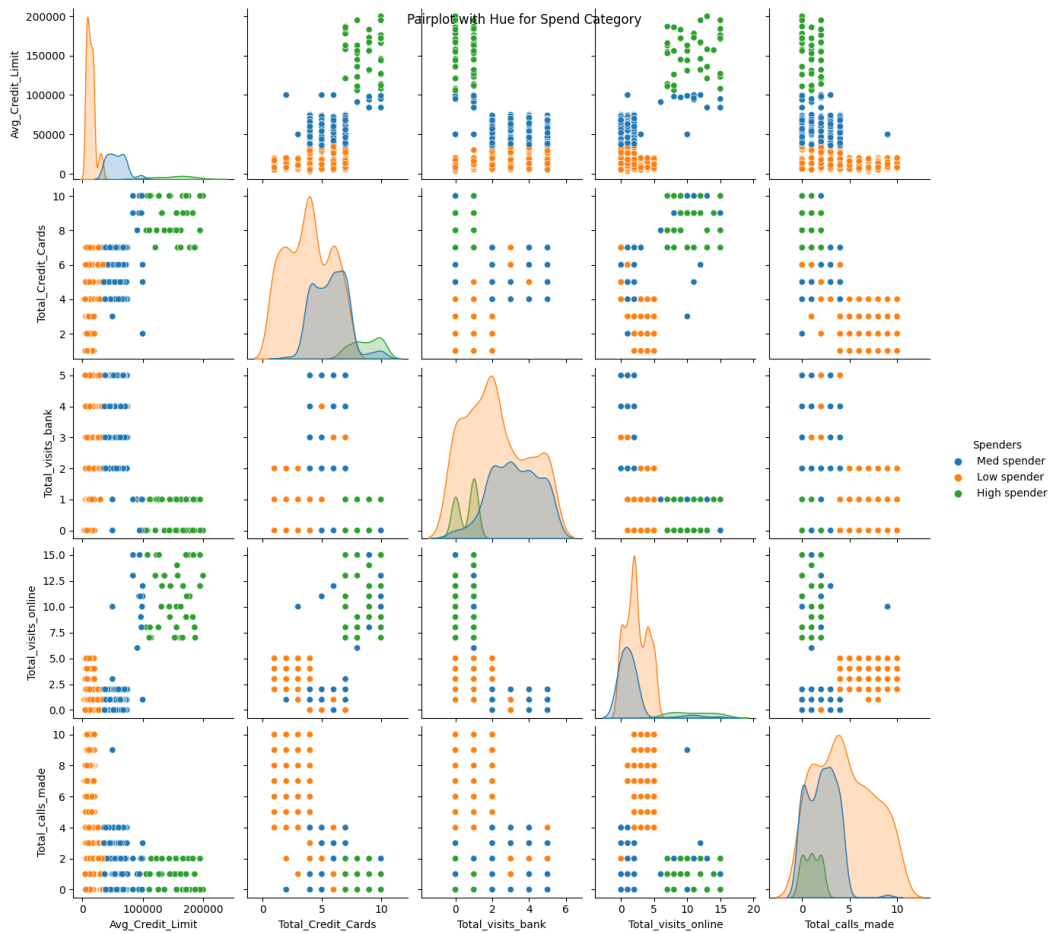 Pairplot with Hue for Spend Category
200000
150000
100000
50000
0
Avg_Credit_Limit
10
8
6
4
2
Total_Credit_Cards
5
4
3
2
1
0
Total_visits_bank
Spenders
Med spender
Low spender
High spender
15.0
12.5
10.0
7.5
5.0
2.5
0.0
Total_visits_online
10
8
6
4
2
0
Total_calls_made
0 100000 200000
0 5 10
0 2 4 6
0 5 10 15 20
0 5 10
Avg_Credit_Limit
Total_Credit_Cards
Total_visits_bank
Total_visits_online
Total_calls_made